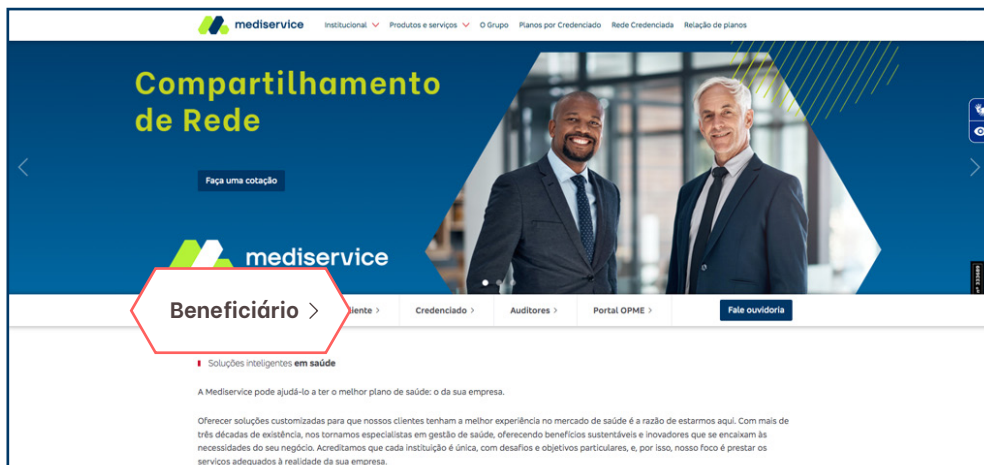 mediservice
Institucional Produtos e serviços O Grupo Planos por Credenciado Rede Credenciada Relação de planos
Compartilhamento
de Rede
Faça uma cotação
mediservice
Beneficiário > Credenciado > Auditores > Portal OPME > Fale ouvidoria
Soluções inteligentes em saúde
A Mediservice pode ajudá-lo a ter o melhor plano de saúde: o da sua empresa.
Oferecer soluções customizadas para que nossos clientes tenham a melhor experiência no mercado de saúde é a razão de estarmos aqui. Com mais de
três décadas de existência, nos tornamos especialistas em gestão de saúde, oferecendo benefícios sustentáveis e inovadores que se encaixam às
necessidades do seu negócio. Acreditamos que cada instituição é única, com desafios e objetivos particulares, e, por isso, nosso foco é prestar os
serviços adequados à realidade da sua empresa.